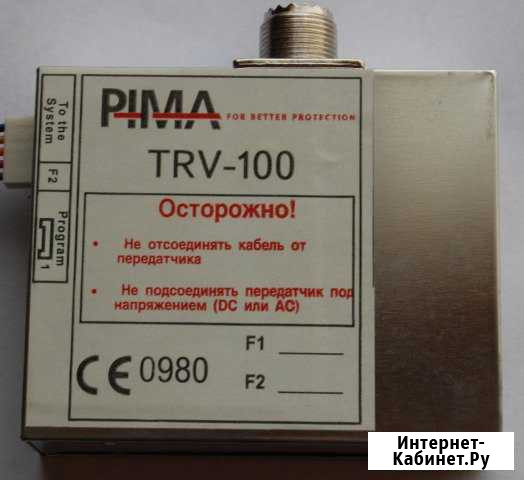 PIMA FOR BETTER PROTECTION
TRV-100
Осторожно!
• Не отсоединять кабель от
передатчика
• Не подсоединять передатчик под
напряжением (DC или AC)
F1
CE 0980
F2
To the
System
F2
Program
1
Интернет-
Кабинет.Ру